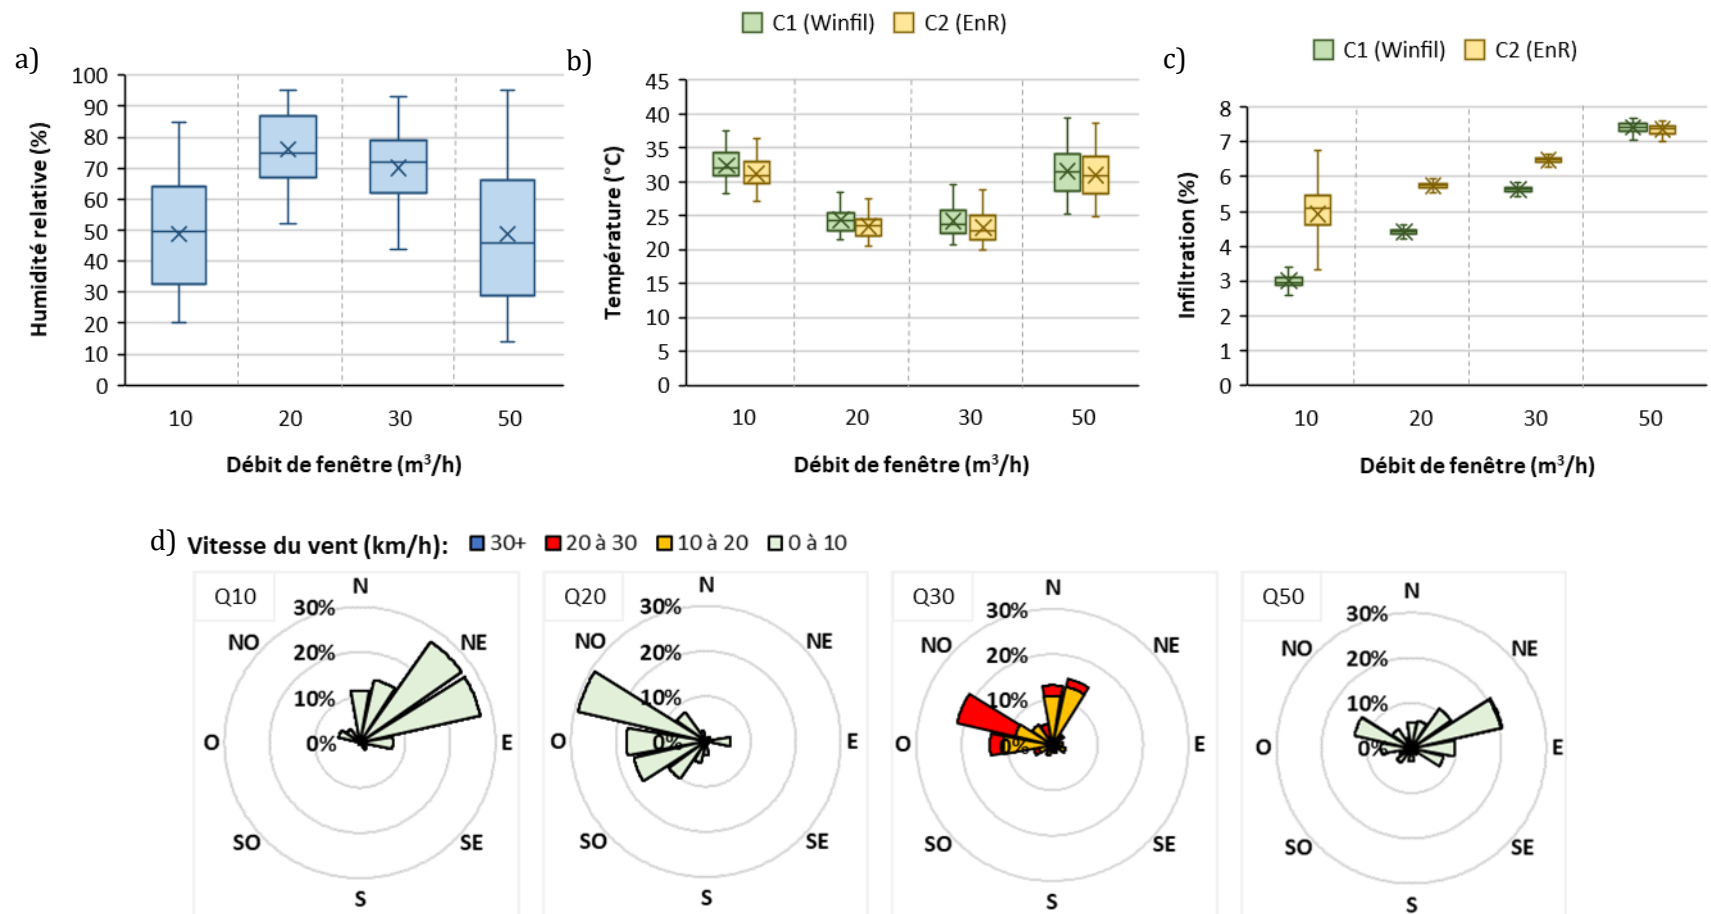 C1 (Winfil) C2 (EnR)
a)
b)
c)
C1 (Winfil) C2 (EnR)
Humidité relative (%)
100
90
80
70
60
50
40
30
20
10
0
10 20 30 50
Débit de fenêtre (m³/h)
Température (°C)
45
40
35
30
25
20
15
10
5
0
10 20 30 50
Débit de fenêtre (m³/h)
Infiltration (%)
8
7
6
5
4
3
2
1
0
10 20 30 50
Débit de fenêtre (m³/h)
d) Vitesse du vent (km/h): 30+ 20 à 30 10 à 20 0 à 10
Q10
N
30%
NO NE
20%
10%
O 0% E
SO SE
S
Q20
N
30%
NO NE
20%
10%
O 0% E
SO SE
S
Q30
N
30%
NO NE
20%
10%
O 0% E
SO SE
S
Q50
N
30%
NO NE
20%
10%
O 0% E
SO SE
S